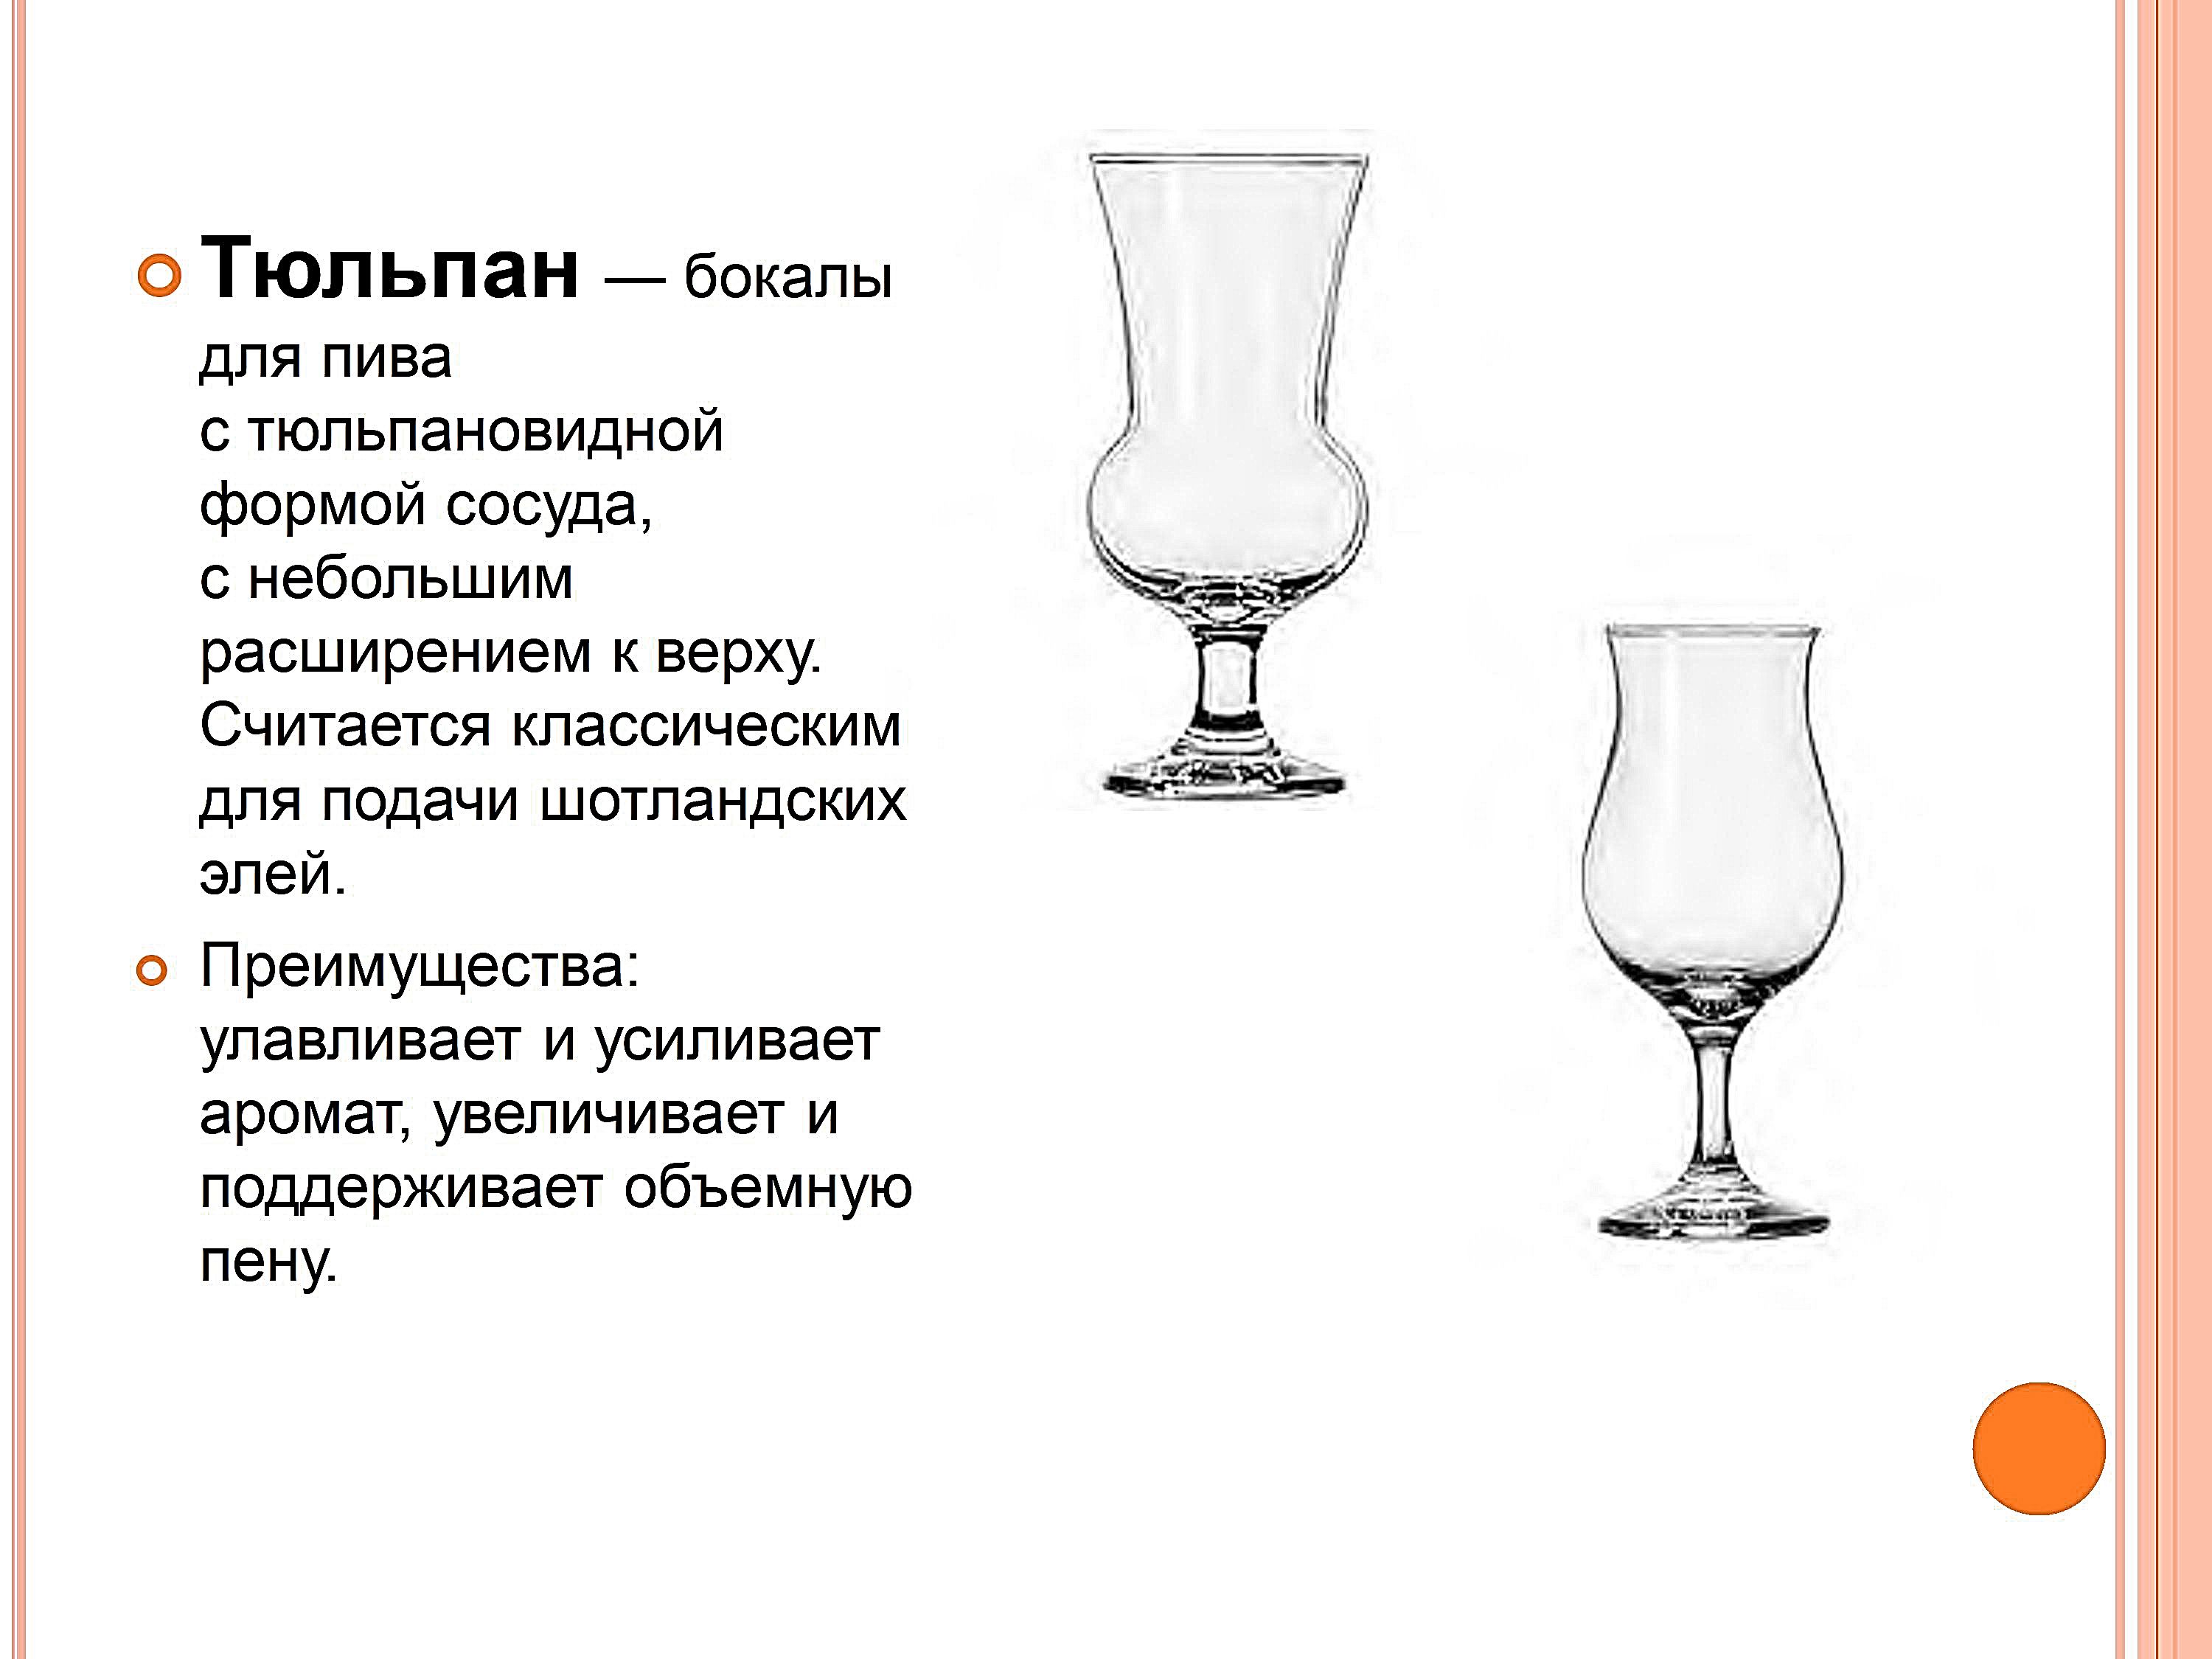 Тюльпан — бокалы
для пива
с тюльпановидной
формой сосуда,
с небольшим
расширением к верху.
Считается классическим
для подачи шотландских
элей.
Преимущества:
улавливает и усиливает
аромат, увеличивает и
поддерживает объемную
пену.